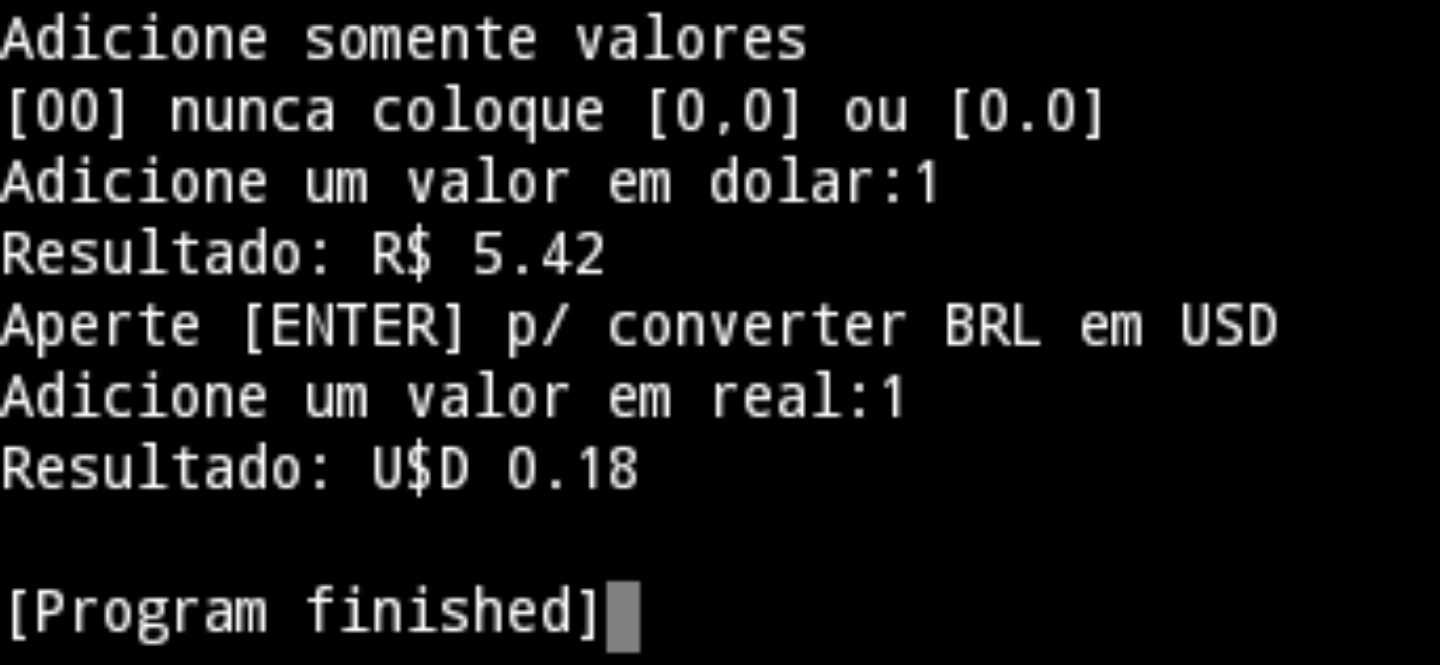 Adicione somente valores
[00] nunca coloque [0,0] ou [0.0]
Adicione um valor em dolar:1
Resultado: R$ 5.42
Aperte [ENTER] p/ converter BRL em USD
Adicione um valor em real:1
Resultado: U$D 0.18
[Program finished]